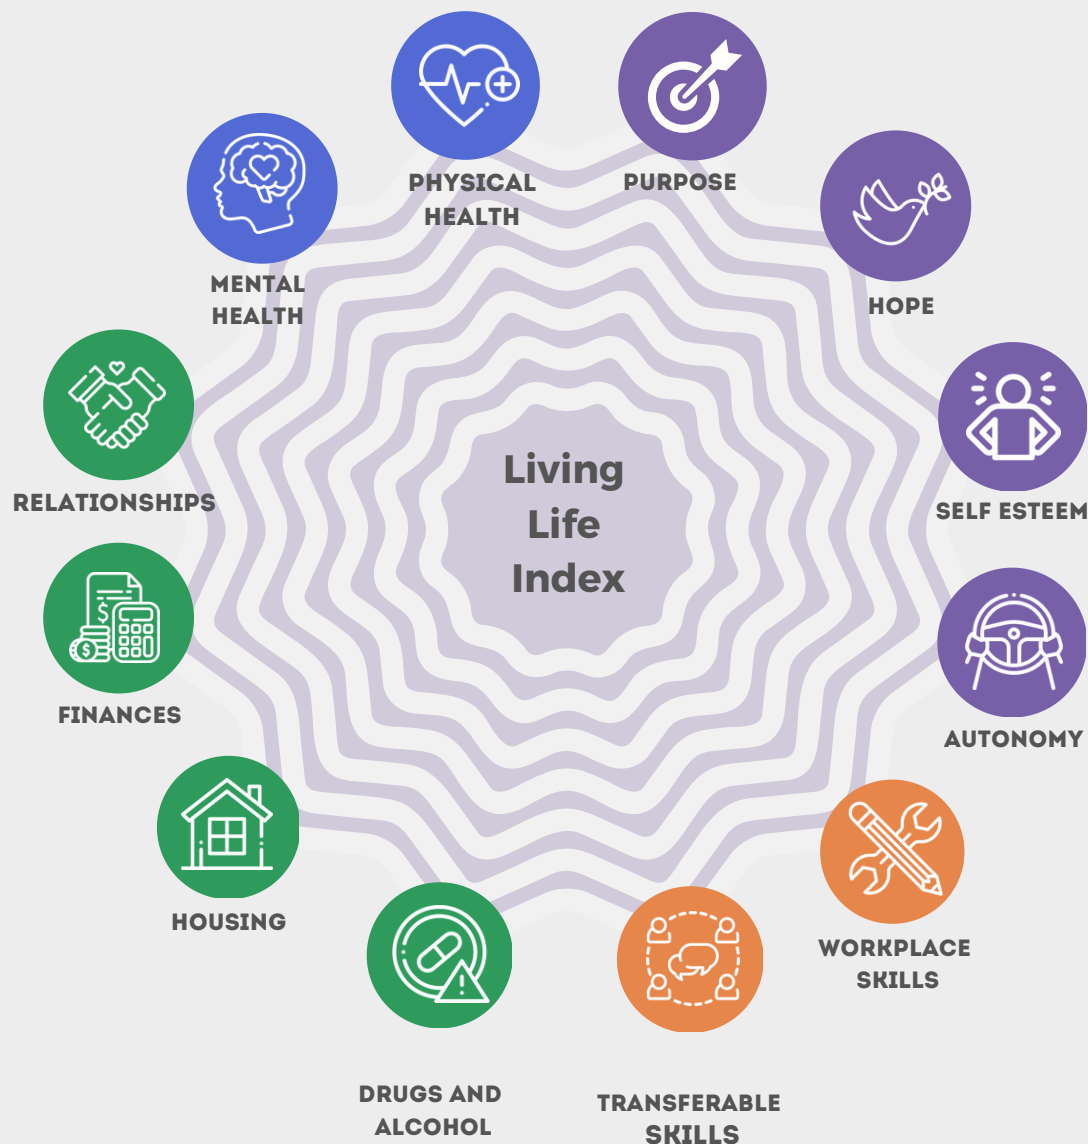 PHYSICAL
HEALTH
PURPOSE
MENTAL
HEALTH
HOPE
RELATIONSHIPS
Living
Life
Index
SELF ESTEEM
FINANCES
AUTONOMY
HOUSING
WORKPLACE
SKILLS
DRUGS AND
ALCOHOL
TRANSFERABLE
SKILLS